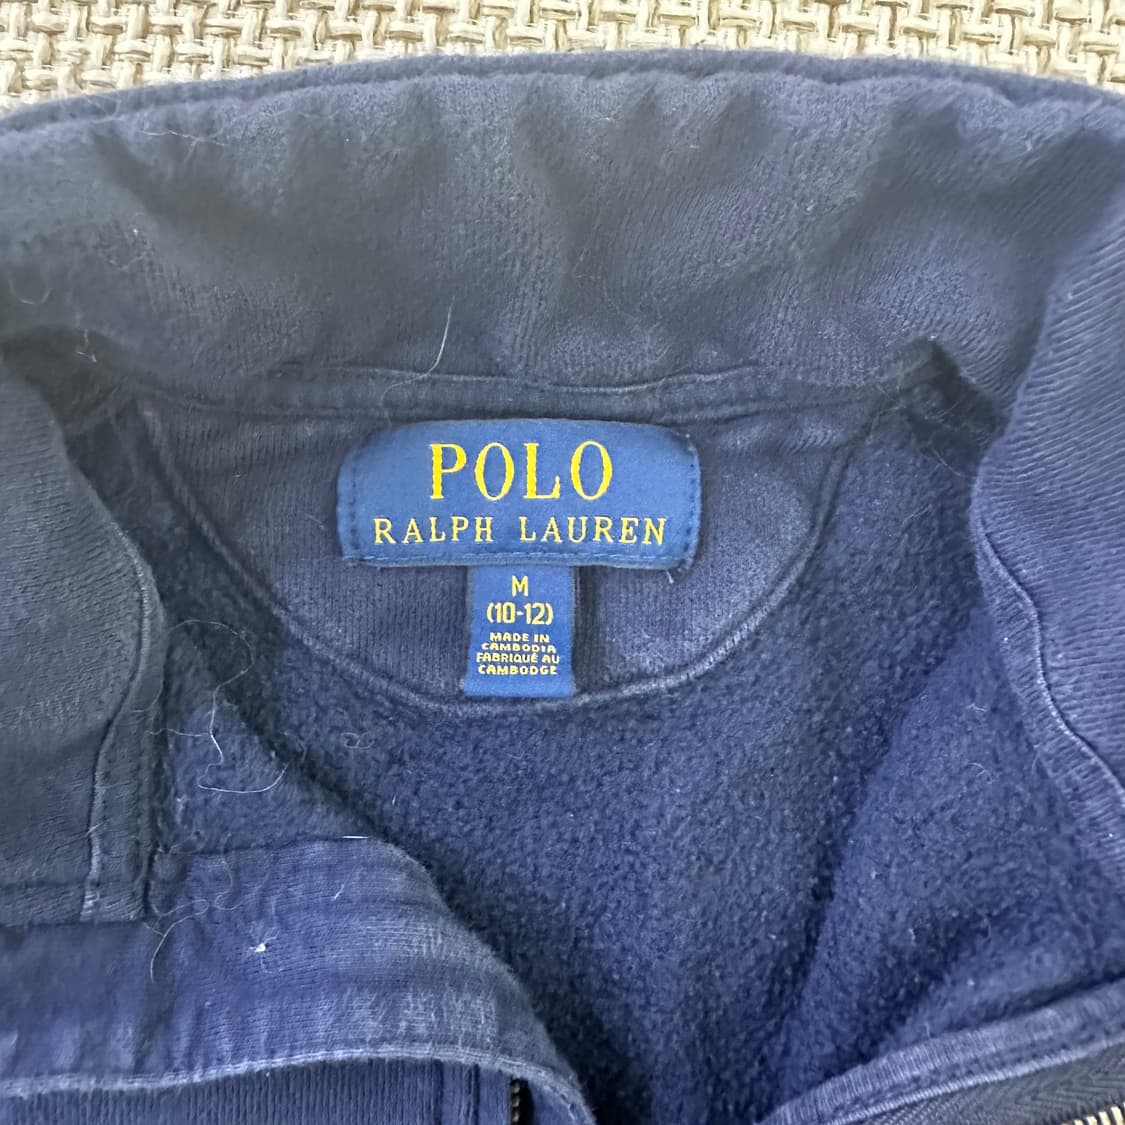 POLO
RALPH LAUREN
M
(10-12)
MADE IN
CAMBODIA
FABRIQUÉ AU
CAMBODGE